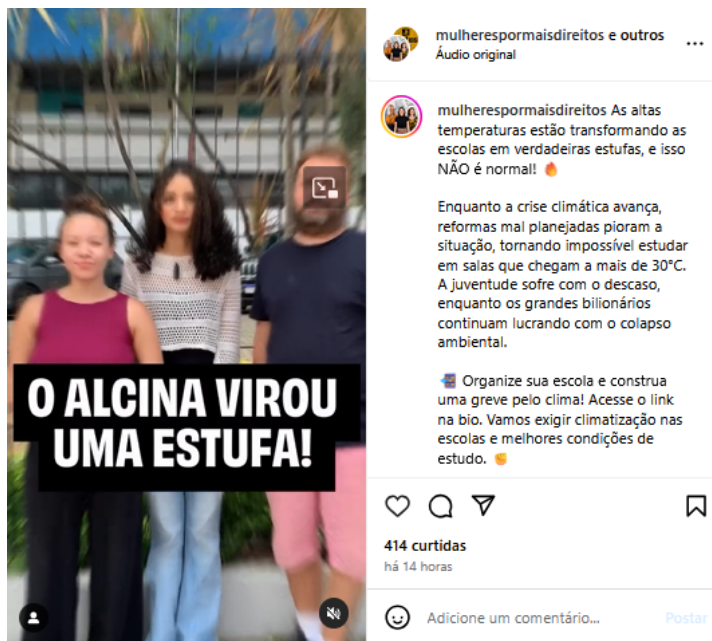 mulherespormaisdireitos e outros
Áudio original
mulherespormaisdireitos As altas
temperaturas estão transformando as
escolas em verdadeiras estufas, e isso
NÃO é normal! 🔥
Enquanto a crise climática avança,
reformas mal planejadas pioram a
situação, tornando impossível estudar
em salas que chegam a mais de 30°C.
A juventude sofre com o descaso,
enquanto os grandes bilionários
continuam lucrando com o colapso
ambiental.
📲 Organize sua escola e construa
uma greve pelo clima! Acesse o link
na bio. Vamos exigir climatização nas
escolas e melhores condições de
estudo. ✊
O ALCINA VIROU
UMA ESTUFA!
414 curtidas
há 14 horas
Adicione um comentário...
Postar